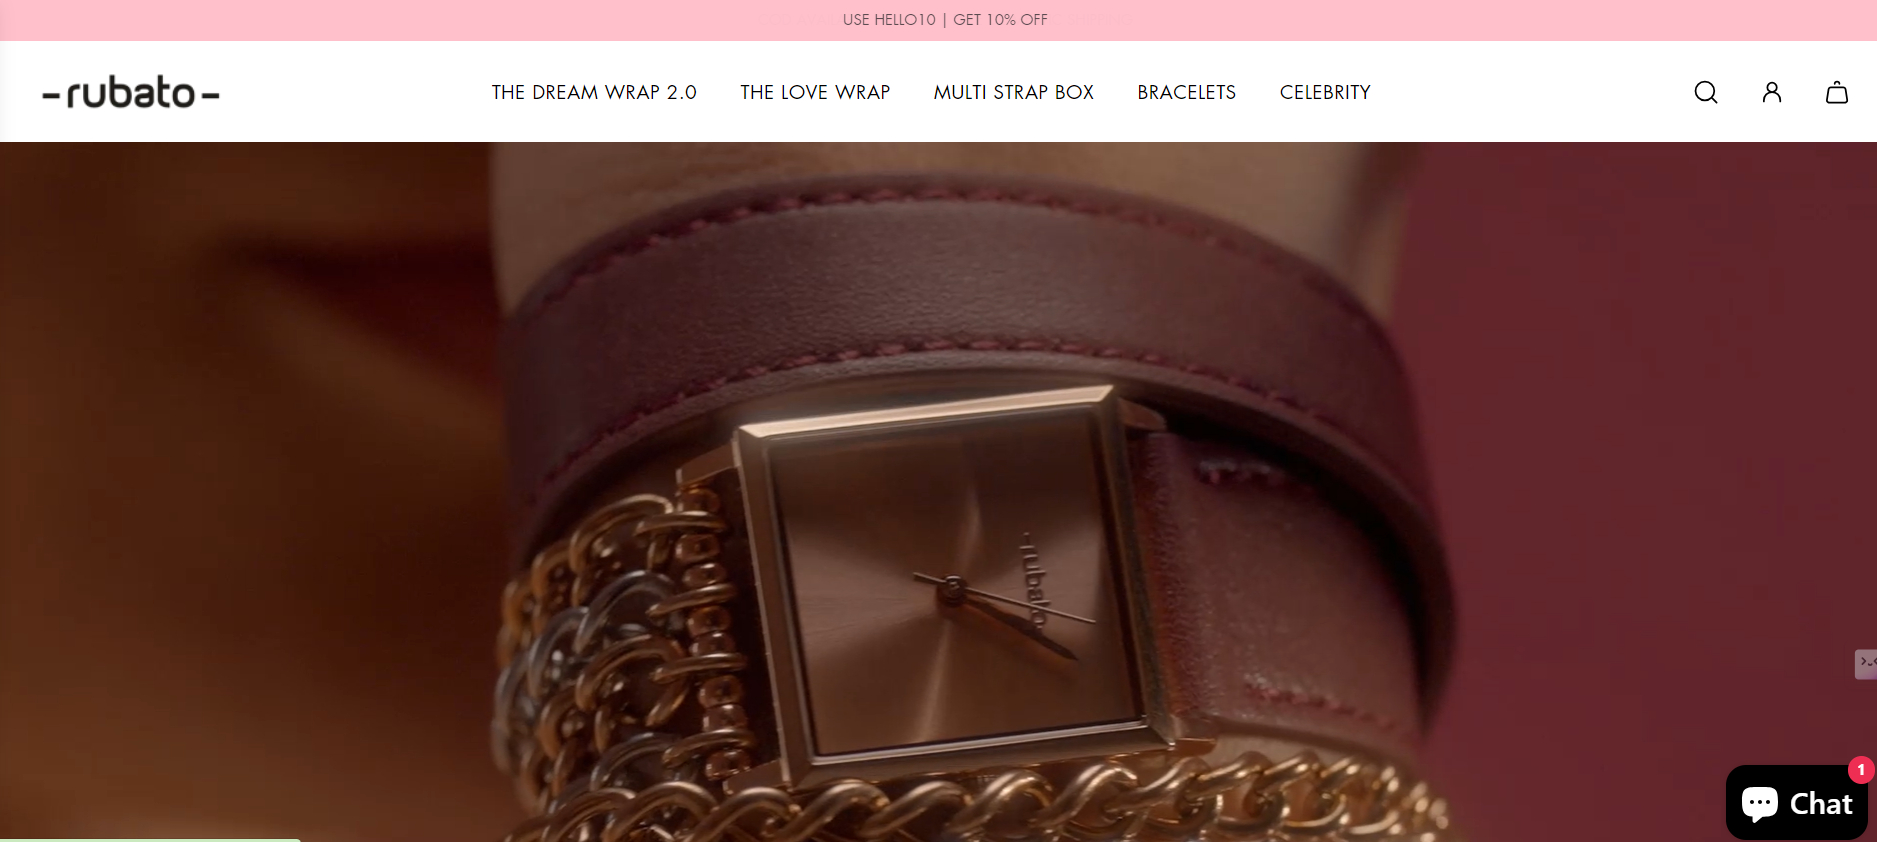 USE HELLO10 | GET 10% OFF
-rubato-
THE DREAM WRAP 2.0
THE LOVE WRAP
MULTI STRAP BOX
BRACELETS
CELEBRITY
-rubato-
1
Chat